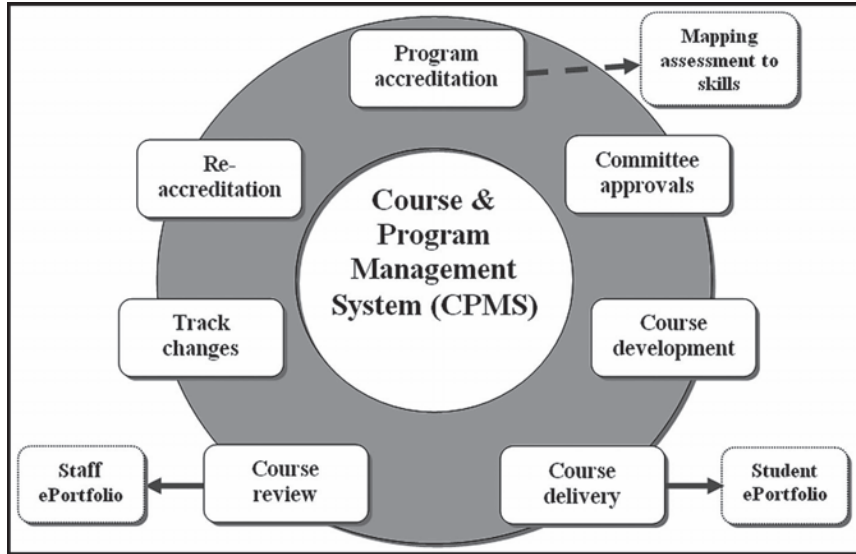 Program
accreditation
Mapping
assessment to
skills
Re-
accreditation
Committee
approvals
Course &
Program
Management
System (CPMS)
Track
changes
Course
development
Staff
ePortfolio
Course
review
Course
delivery
Student
ePortfolio